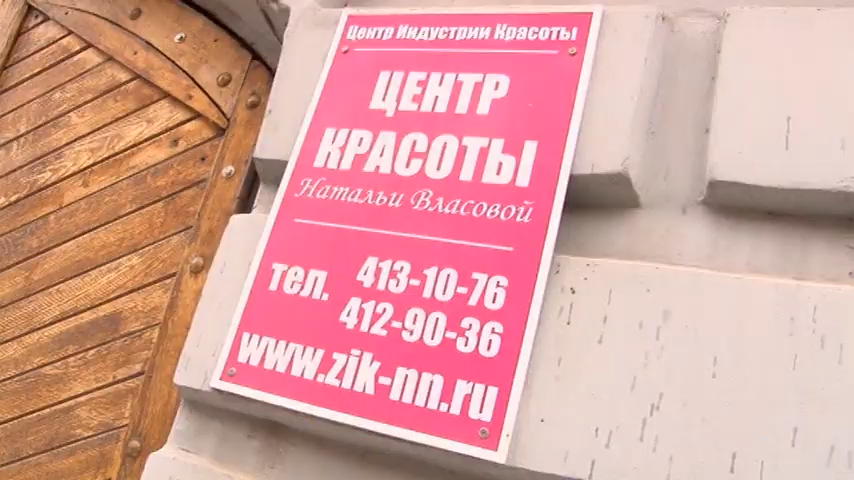 Центр Индустрии Красоты
ЦЕНТР
КРАСОТЫ
Натальи Власовой
тел. 413-10-76
412-90-36
www.zik-nn.ru